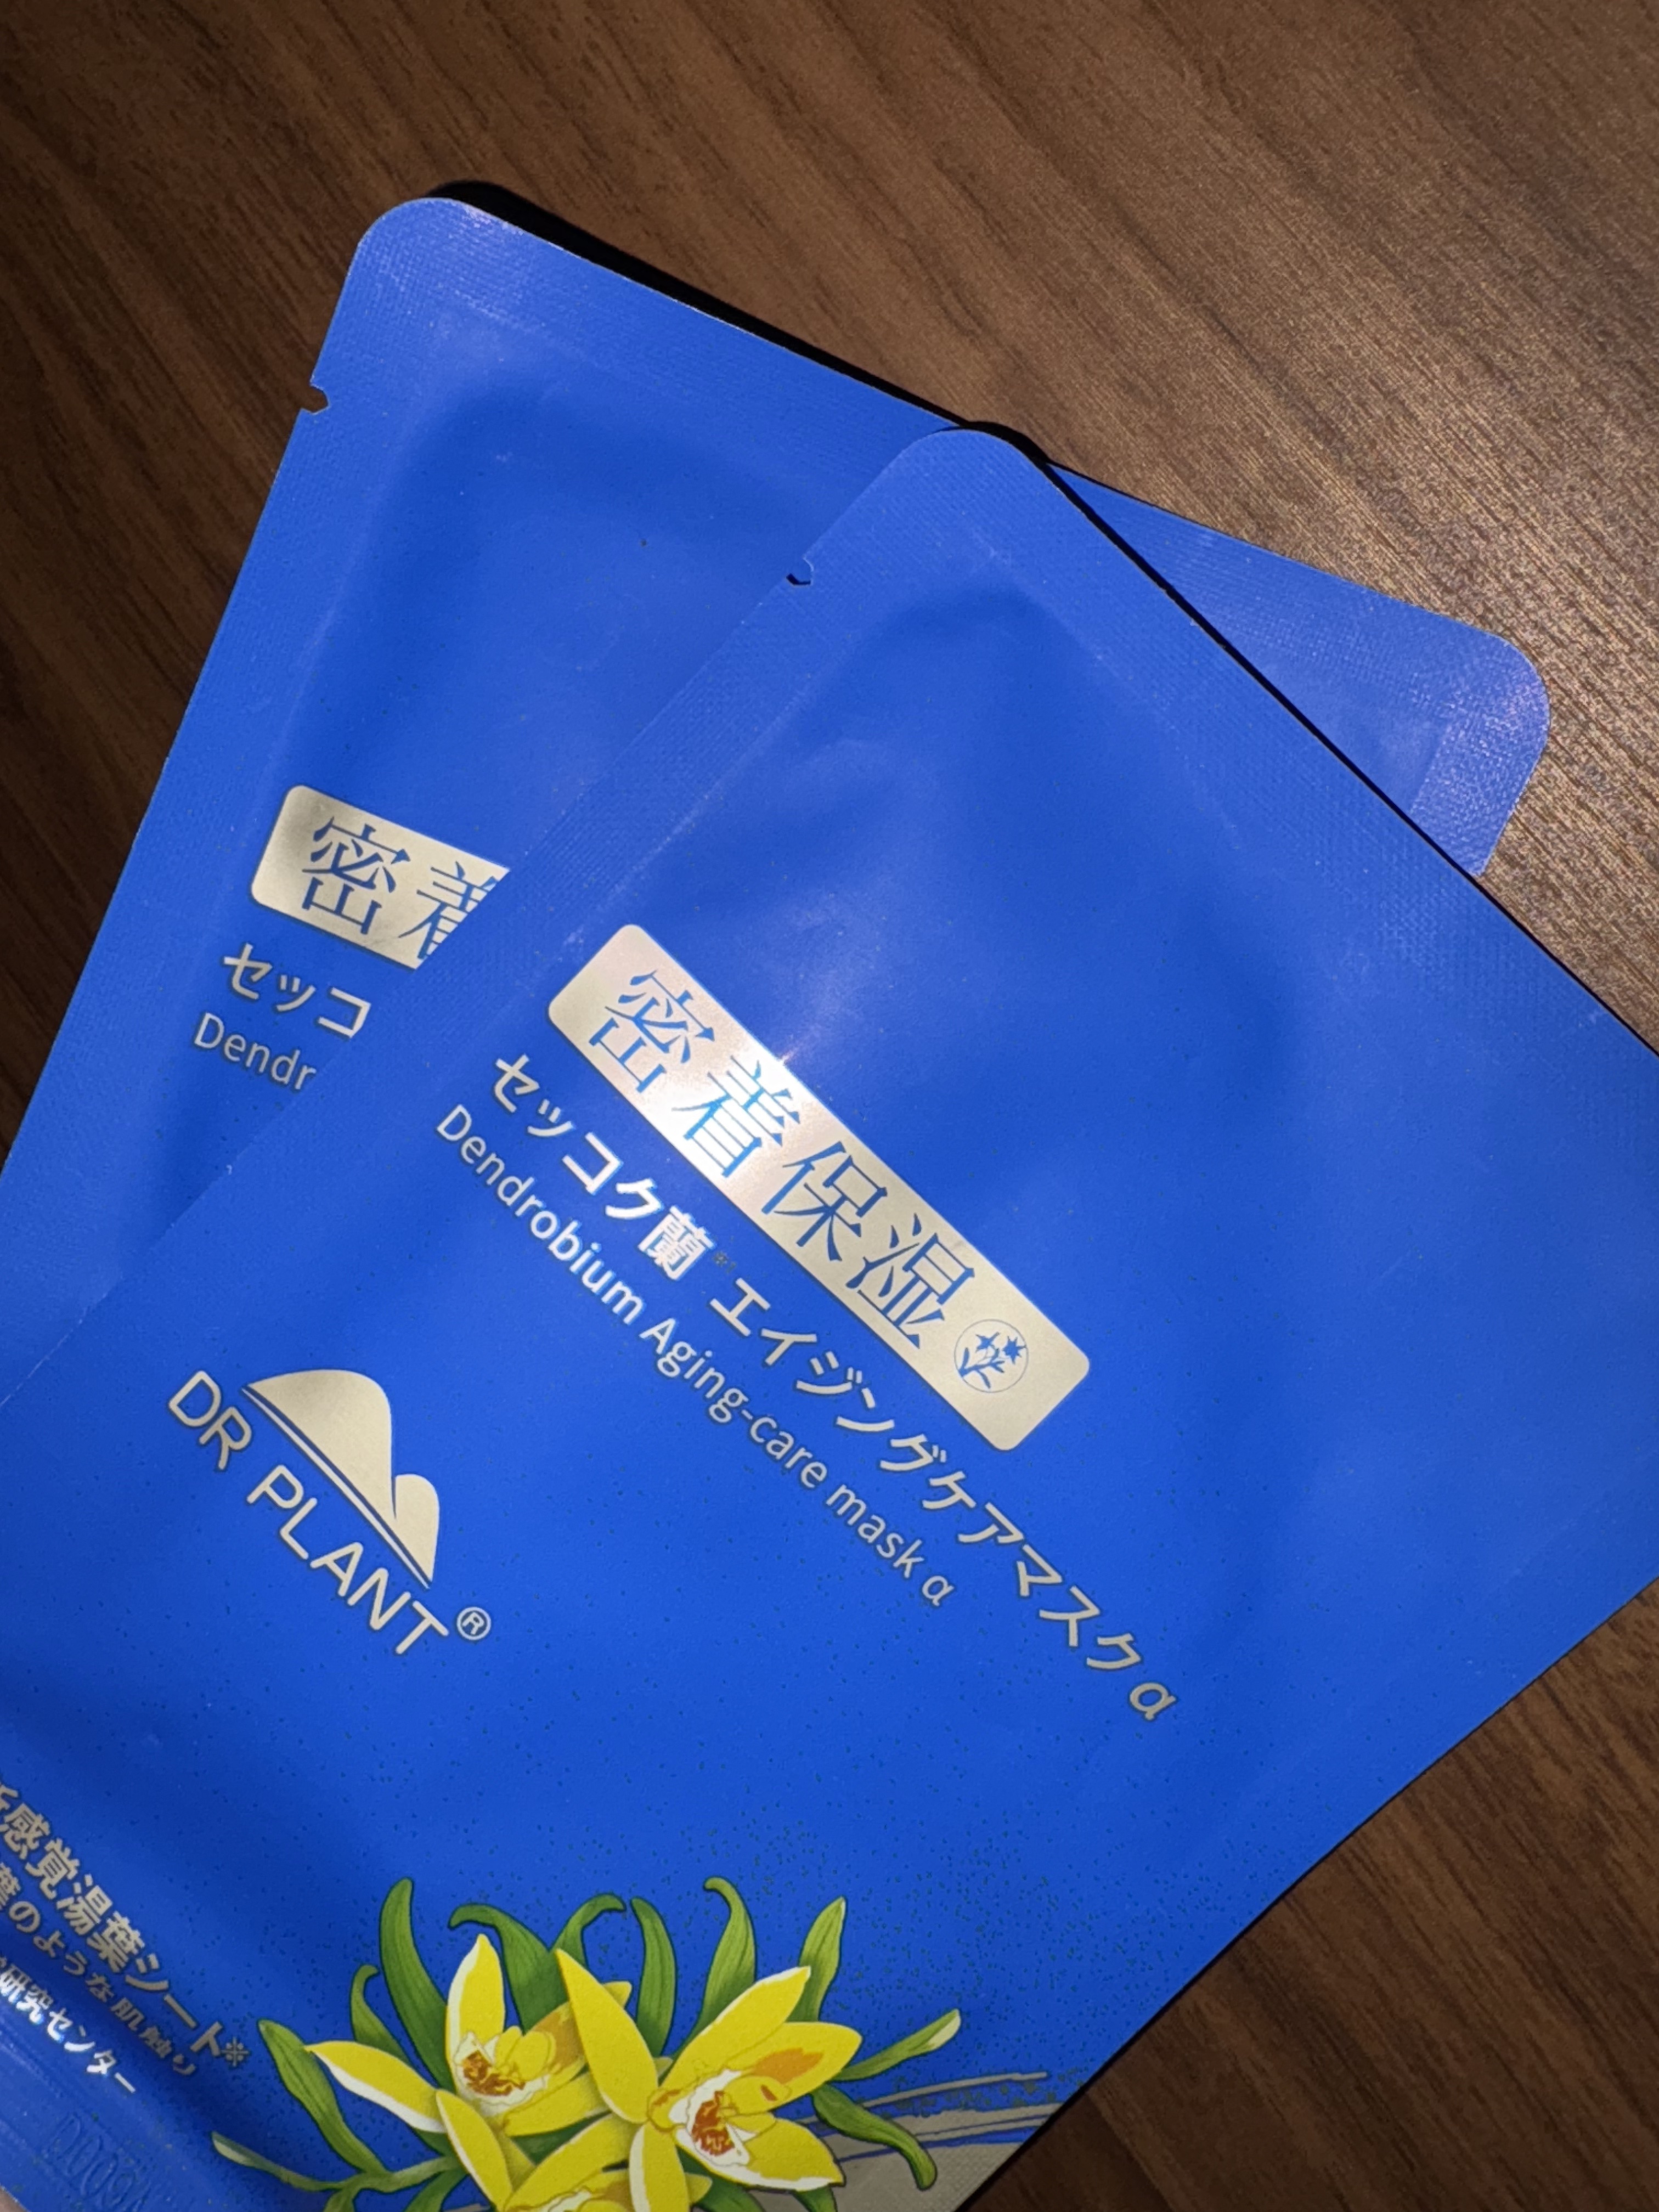 密着
セッコ
Dendr
密着保湿
セッコク蘭※ エイジングケアマスクα
Dendrobium Aging-care mask α
DR PLANT®
感覚湯葉シート※
葉のような肌触り
研究センター